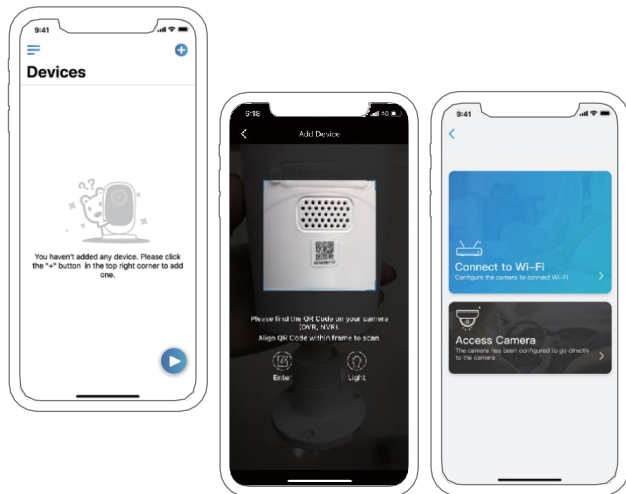 9:41
Devices
??
You haven't added any device. Please click
the "+" button in the top right corner to add
one.
6:18
4G
Add Device
Please find the QR Code on your camera
(DVR, NVR).
Align QR Code within frame to scan.
Enter
Light
9:41
Connect to Wi-Fi
Configure the camera to connect Wi-Fi
Access Camera
The camera has been configured to go directly
to the camera